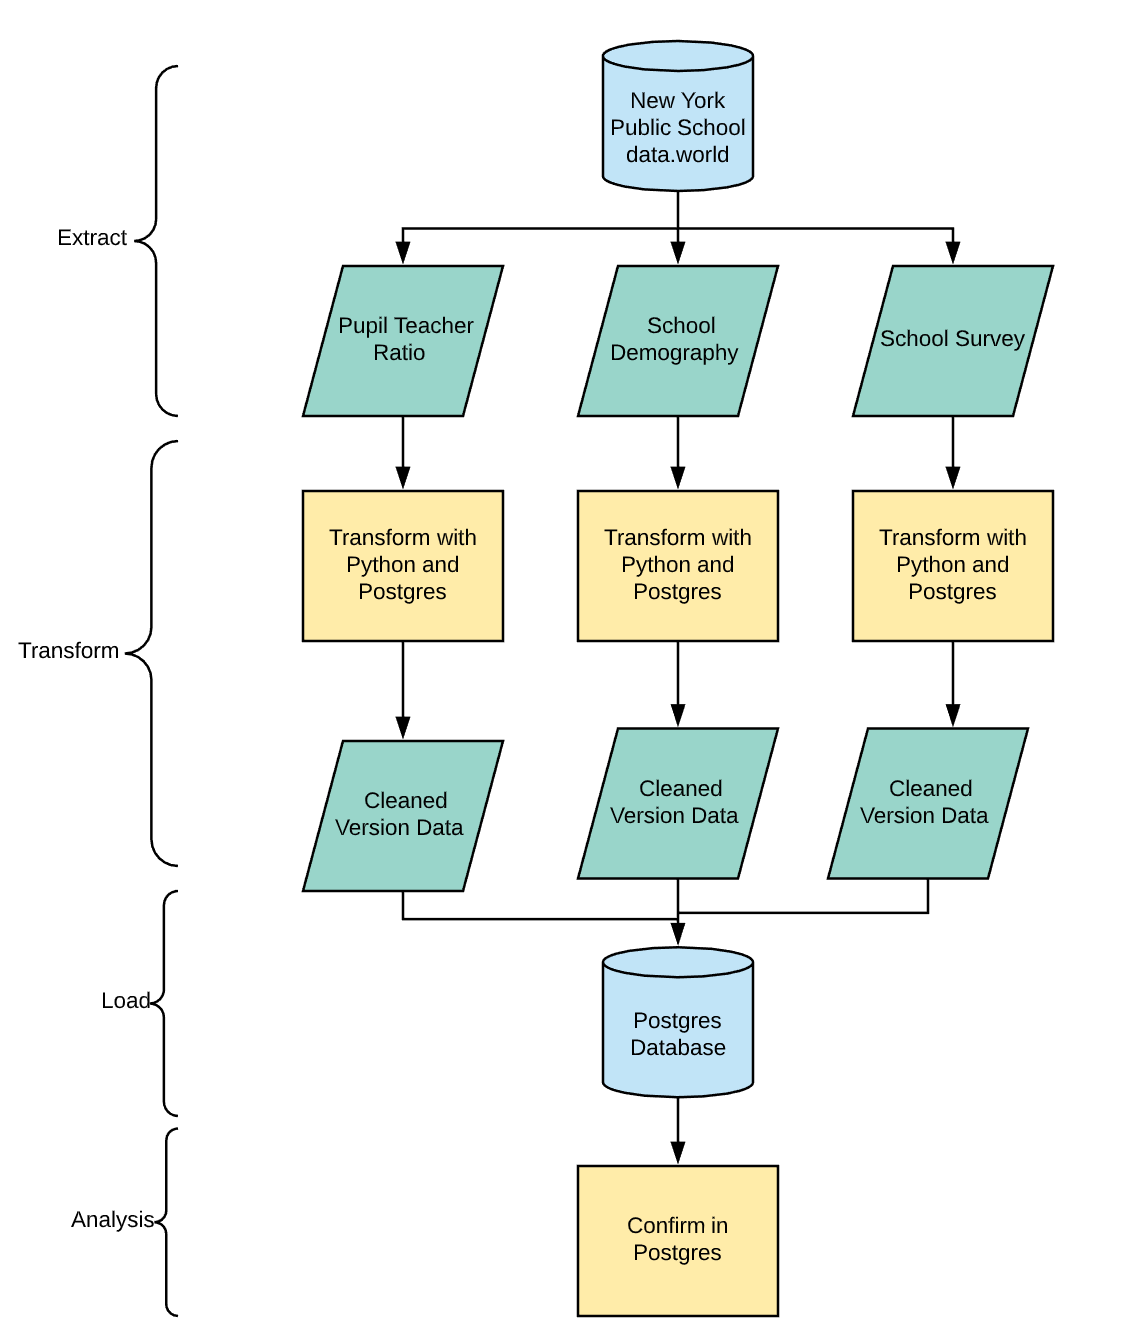 New York
Public School
data.world
Extract
Pupil Teacher
Ratio
School
Demography
School Survey
Transform
Transform with
Python and
Postgres
Transform with
Python and
Postgres
Transform with
Python and
Postgres
Cleaned
Version Data
Cleaned
Version Data
Cleaned
Version Data
Load
Postgres
Database
Analysis
Confirm in
Postgres